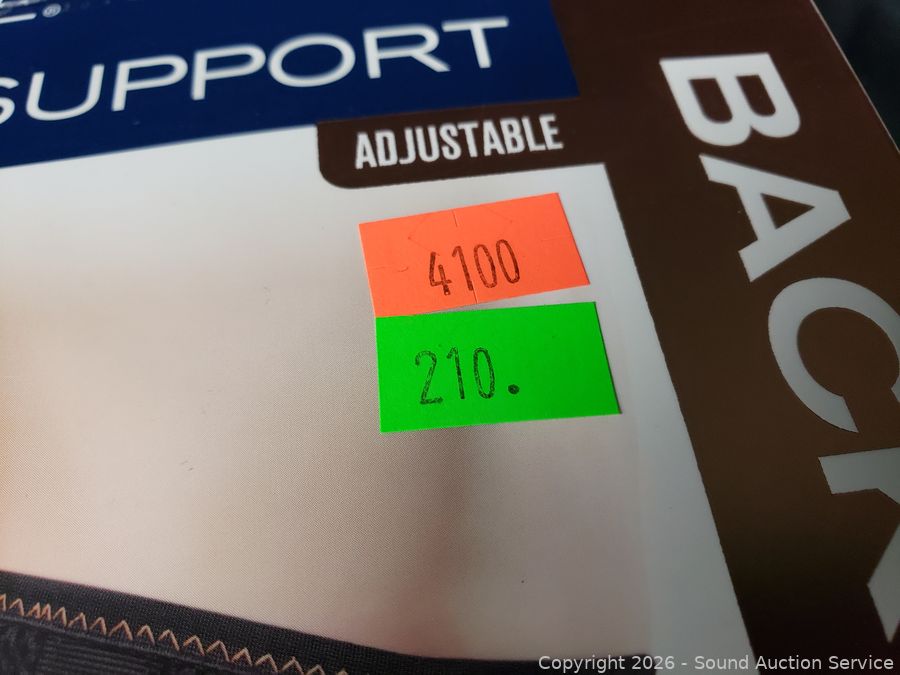 ®
SUPPORT
ADJUSTABLE
BACK
4100
210.
Copyright © 2026 - Sound Auction Service